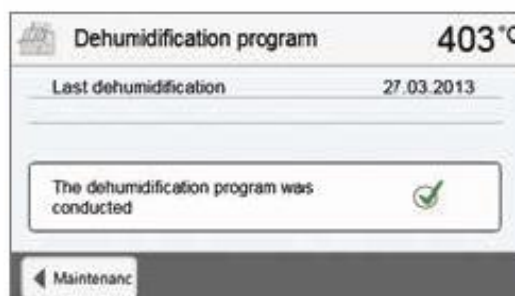 Dehumidification program 403°C
Last dehumidification 27.03.2013
The dehumidification program was
conducted
Maintenanc